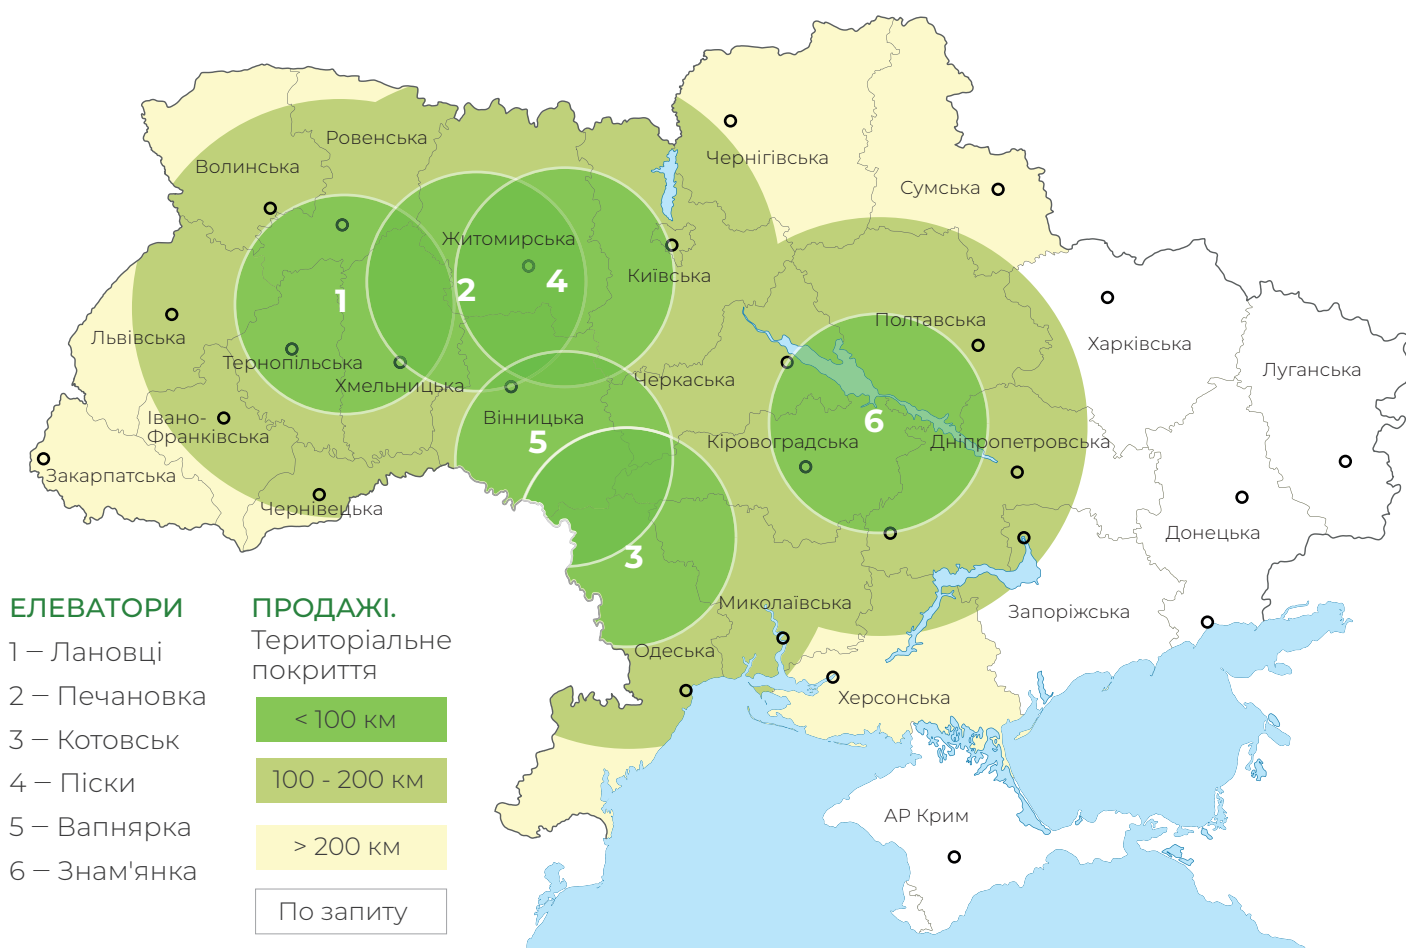 Ровенська
Волинська
Чернігівська
Сумська
Житомирська
Київська
1
2
4
Львівська
Полтавська
Харківська
Тернопільська
Хмельницька
Черкаська
Луганська
Івано-
Франківська
Вінницька
5
6
Кіровоградська
Дніпропетровська
Закарпатська
Чернівецька
Донецька
3
Миколаївська
Запоріжська
Одеська
Херсонська
АР Крим
ЕЛЕВАТОРИ
1 – Лановці
2 – Печановка
3 – Котовськ
4 – Піски
5 – Вапнярка
6 – Знам'янка
ПРОДАЖІ.
Територіальне
покриття
< 100 км
100 - 200 км
> 200 км
По запиту